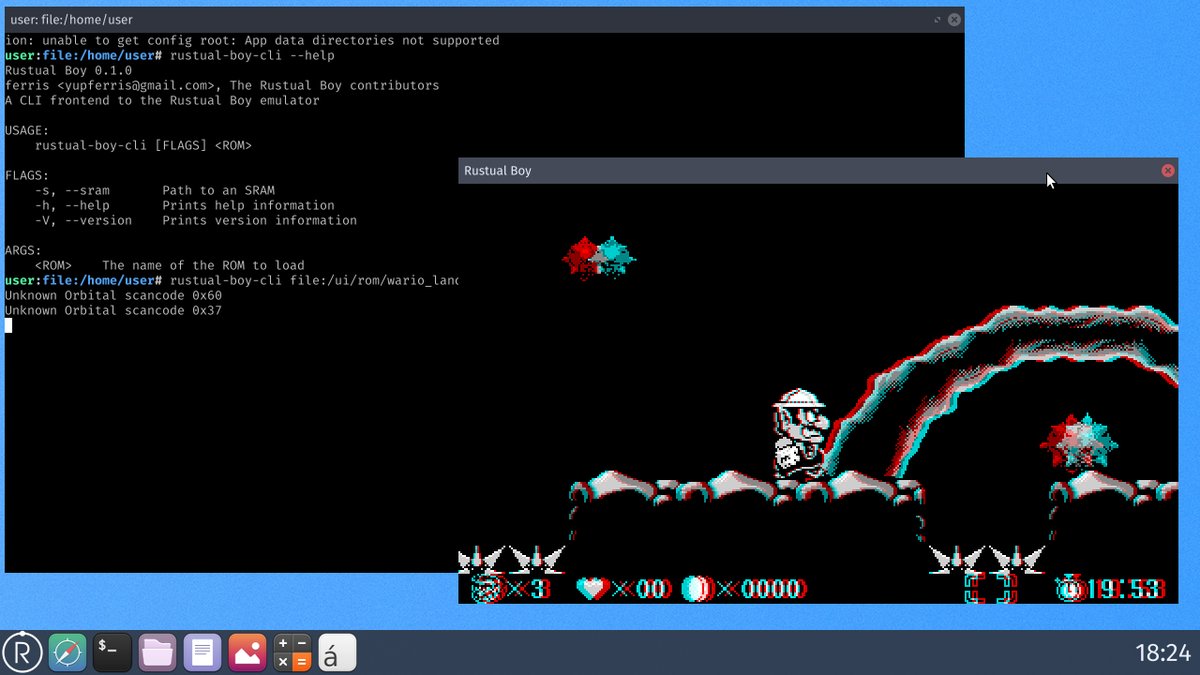 user: file:/home/user
ion: unable to get config root: App data directories not supported
user:file:/home/user# rustual-boy-cli --help
Rustual Boy 0.1.0
ferris <yupferris@gmail.com>, The Rustual Boy contributors
A CLI frontend to the Rustual Boy emulator
USAGE:
rustual-boy-cli [FLAGS] <ROM>
FLAGS:
-s, --sram Path to an SRAM
-h, --help Prints help information
-V, --version Prints version information
ARGS:
<ROM> The name of the ROM to load
user:file:/home/user# rustual-boy-cli file:/ui/rom/wario_lanc
Unknown Orbital scancode 0x60
Unknown Orbital scancode 0x37
Rustual Boy
×3 ×00 ×0000 19:53
R $_ + − × = á 18:24